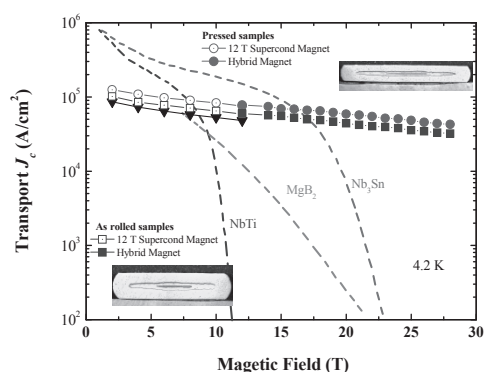 Pressed samples
12 T Supercond Magnet
Hybrid Magnet
10^6
10^5
10^4
10^3
10^2
Transport J_c (A/cm^2)
Nb_3Sn
MgB_2
NbTi
As rolled samples
12 T Supercond Magnet
Hybrid Magnet
4.2 K
0 5 10 15 20 25 30
Magetic Field (T)